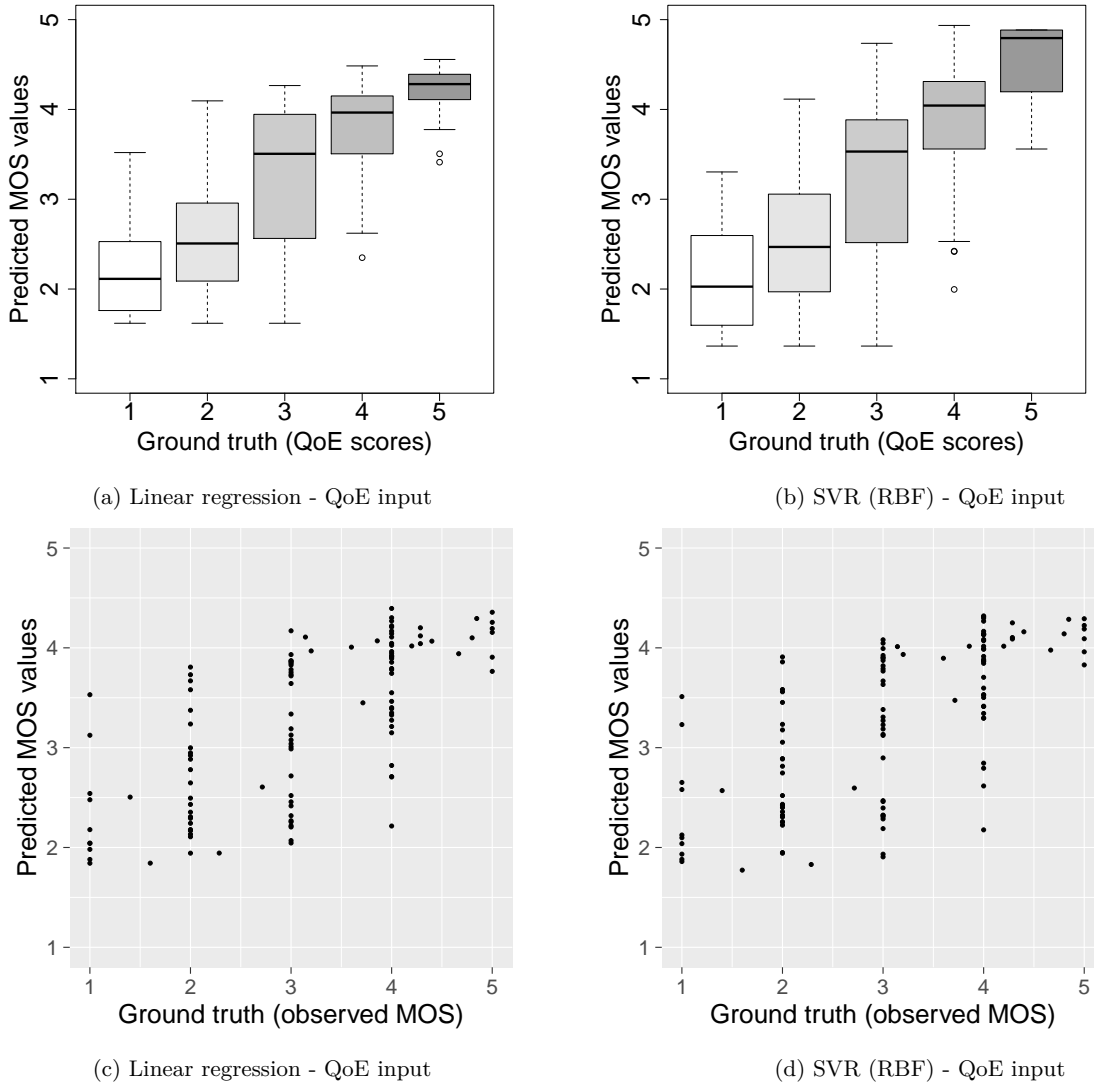 Predicted MOS values
5
4
3
2
1
1 2 3 4 5
Ground truth (QoE scores)
(a) Linear regression - QoE input
Predicted MOS values
5
4
3
2
1
1 2 3 4 5
Ground truth (QoE scores)
(b) SVR (RBF) - QoE input
Predicted MOS values
5
4
3
2
1
1 2 3 4 5
Ground truth (observed MOS)
(c) Linear regression - QoE input
Predicted MOS values
5
4
3
2
1
1 2 3 4 5
Ground truth (observed MOS)
(d) SVR (RBF) - QoE input